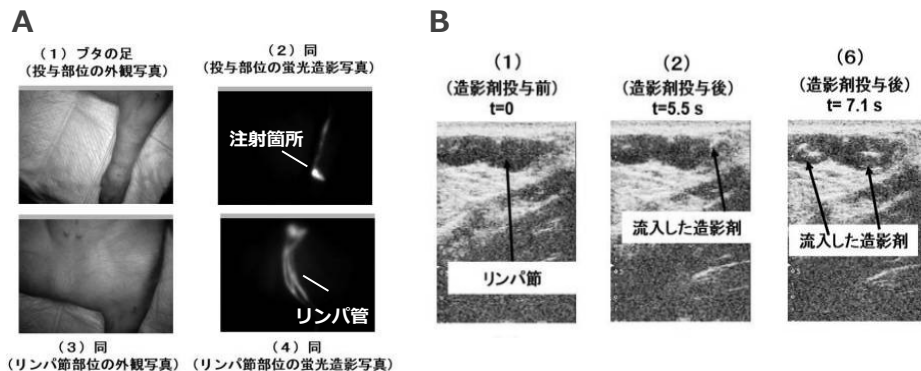 A
（1）ブタの足
（投与部位の外観写真）
（2）同
（投与部位の蛍光造影写真）
注射箇所
リンパ管
（3）同
（リンパ節部位の外観写真）
（4）同
（リンパ節部位の蛍光造影写真）
B
（1）
（造影剤投与前）
t=0
リンパ節
（2）
（造影剤投与後）
t=5.5 s
流入した造影剤
（6）
（造影剤投与後）
t= 7.1 s
流入した造影剤